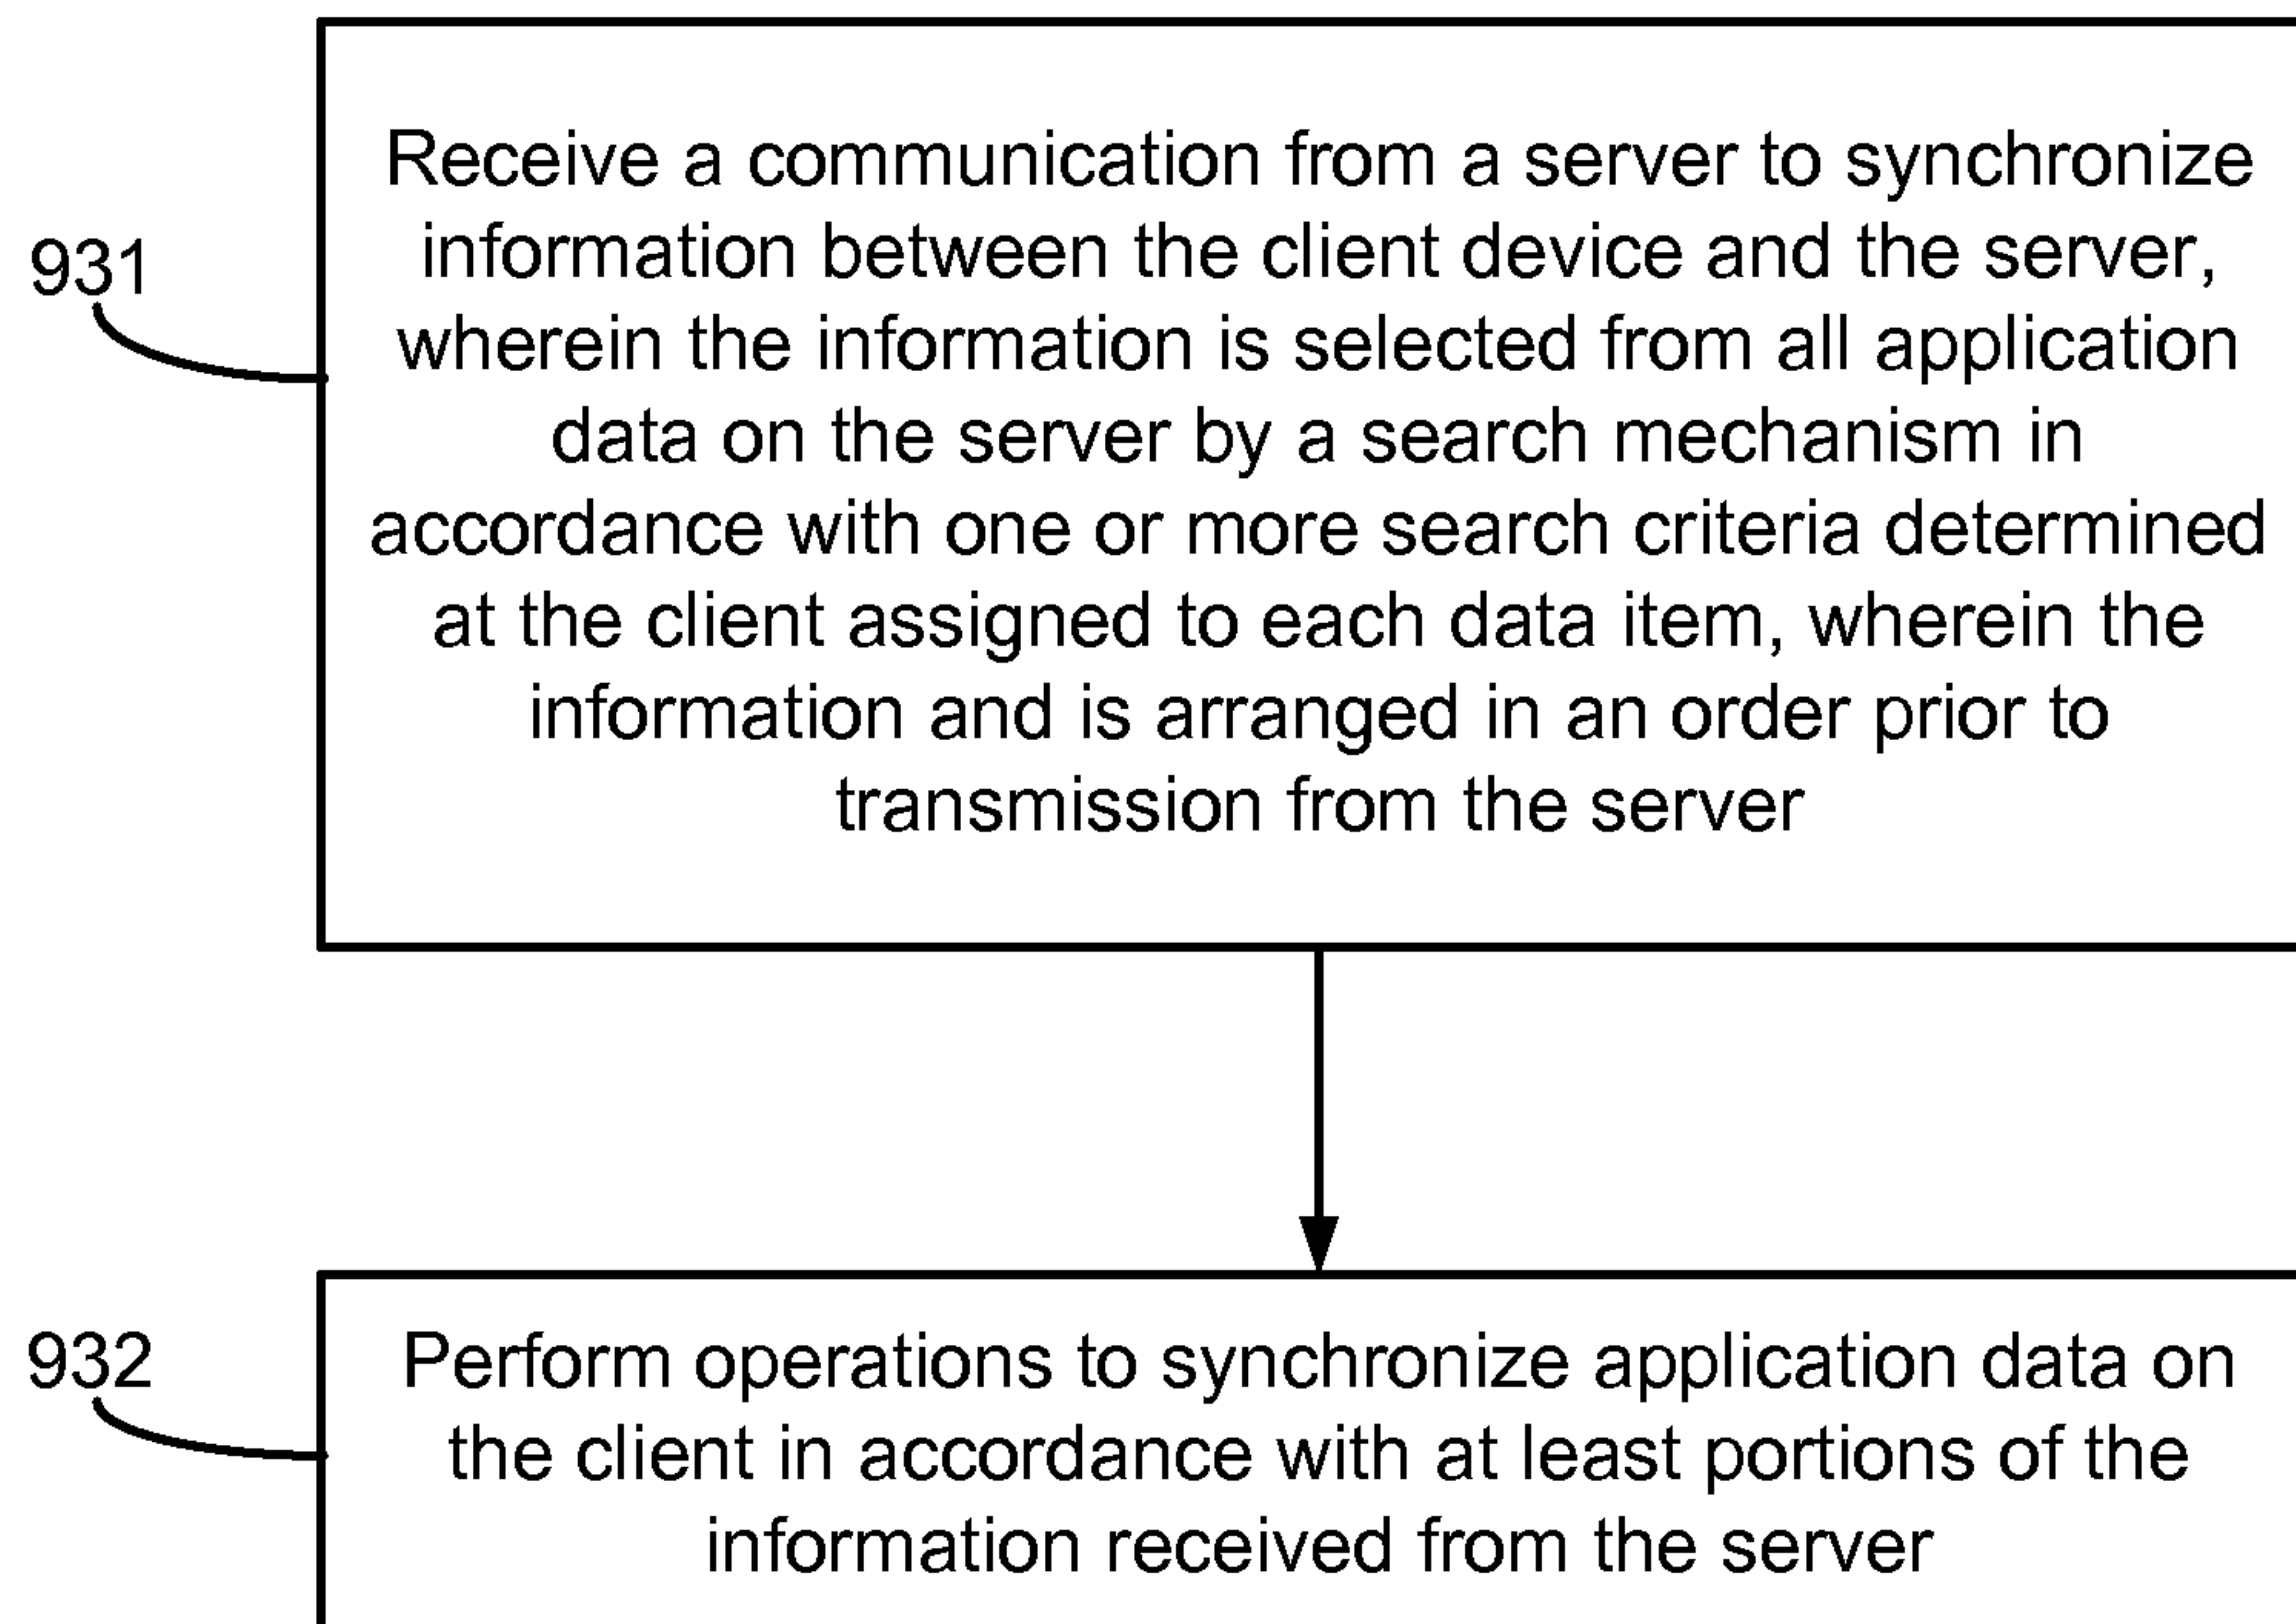 931
Receive a communication from a server to synchronize
information between the client device and the server,
wherein the information is selected from all application
data on the server by a search mechanism in
accordance with one or more search criteria determined
at the client assigned to each data item, wherein the
information and is arranged in an order prior to
transmission from the server
932
Perform operations to synchronize application data on
the client in accordance with at least portions of the
information received from the server